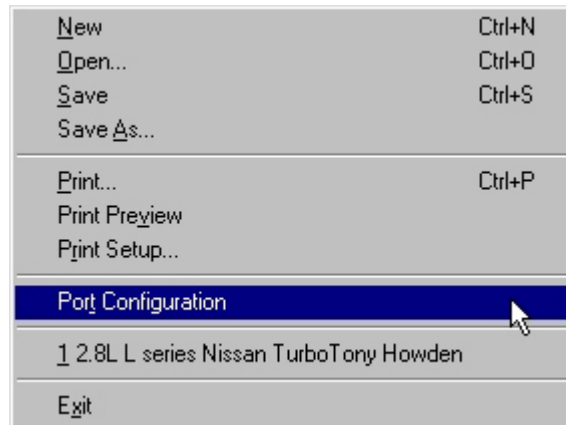 New Ctrl+N
Open... Ctrl+O
Save Ctrl+S
Save As...
Print... Ctrl+P
Print Preview
Print Setup...
Port Configuration
1 2.8L L series Nissan TurboTony Howden
Exit